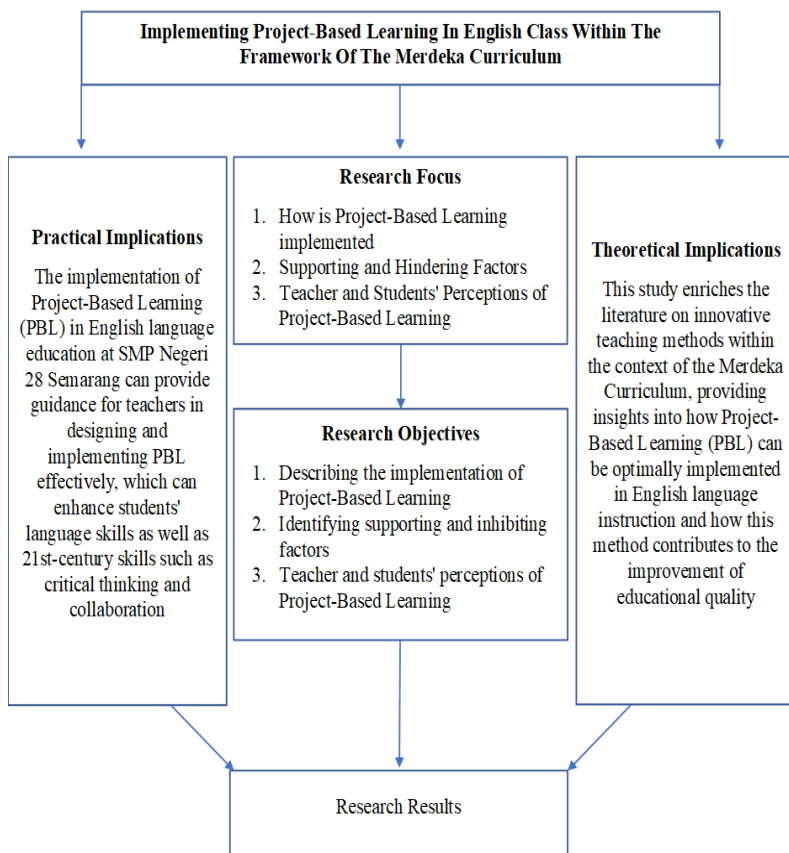 Implementing Project-Based Learning In English Class Within The
Framework Of The Merdeka Curriculum
Practical Implications
The implementation of
Project-Based Learning
(PBL) in English language
education at SMP Negeri
28 Semarang can provide
guidance for teachers in
designing and
implementing PBL
effectively, which can
enhance students'
language skills as well as
21st-century skills such as
critical thinking and
collaboration
Research Focus
1. How is Project-Based Learning
implemented
2. Supporting and Hindering Factors
3. Teacher and Students' Perceptions of
Project-Based Learning
Research Objectives
1. Describing the implementation of
Project-Based Learning
2. Identifying supporting and inhibiting
factors
3. Teacher and students' perceptions of
Project-Based Learning
Theoretical Implications
This study enriches the
literature on innovative
teaching methods within
the context of the Merdeka
Curriculum, providing
insights into how Project-
Based Learning (PBL) can
be optimally implemented
in English language
instruction and how this
method contributes to the
improvement of
educational quality
Research Results